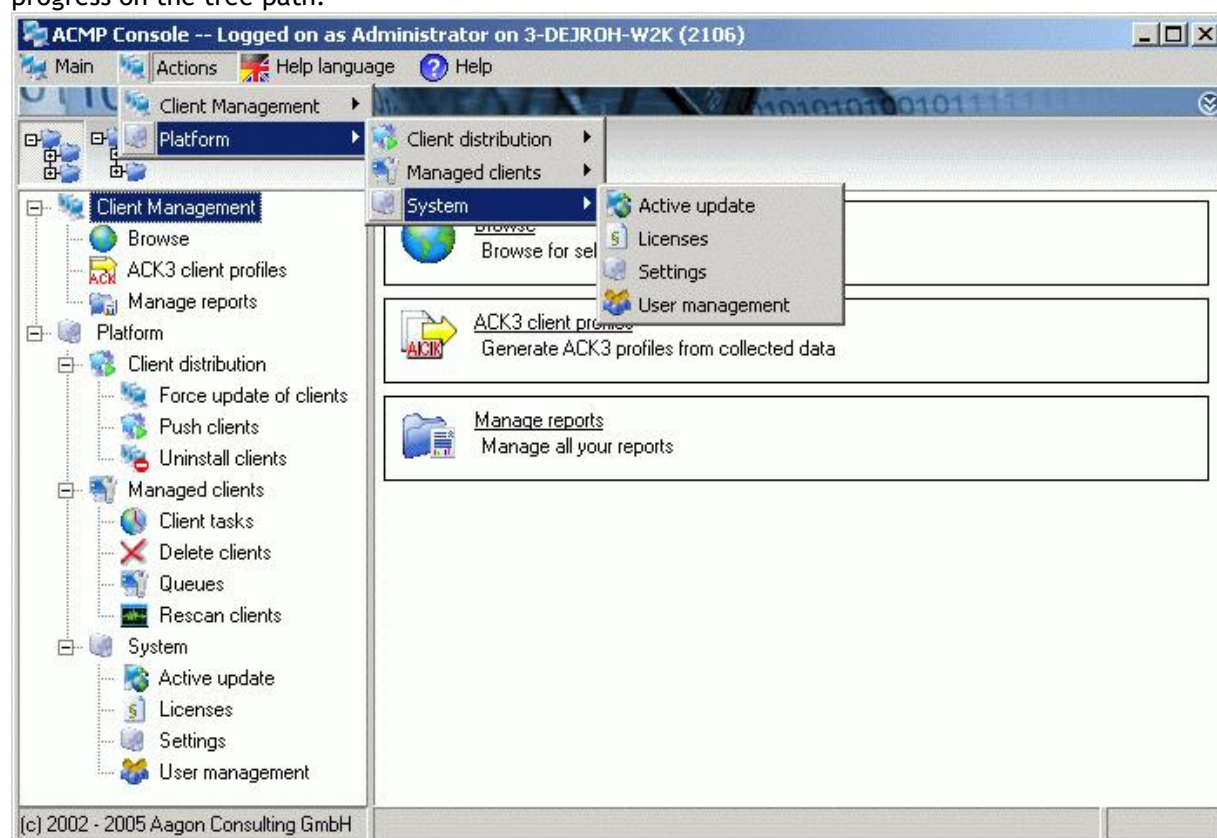 progress on the tree path.
ACMP Console -- Logged on as Administrator on 3-DEJROH-W2K (2106)
Main Actions Help language Help
Client Management
Platform
Client distribution
Managed clients
System
Active update
Licenses
Settings
User management
Client Management
Browse
ACK3 client profiles
Manage reports
Platform
Client distribution
Force update of clients
Push clients
Uninstall clients
Managed clients
Client tasks
Delete clients
Queues
Rescan clients
System
Active update
Licenses
Settings
User management
Browse
Browse for sel
ACK3 client profiles
Generate ACK3 profiles from collected data
Manage reports
Manage all your reports
(c) 2002 - 2005 Aagon Consulting GmbH